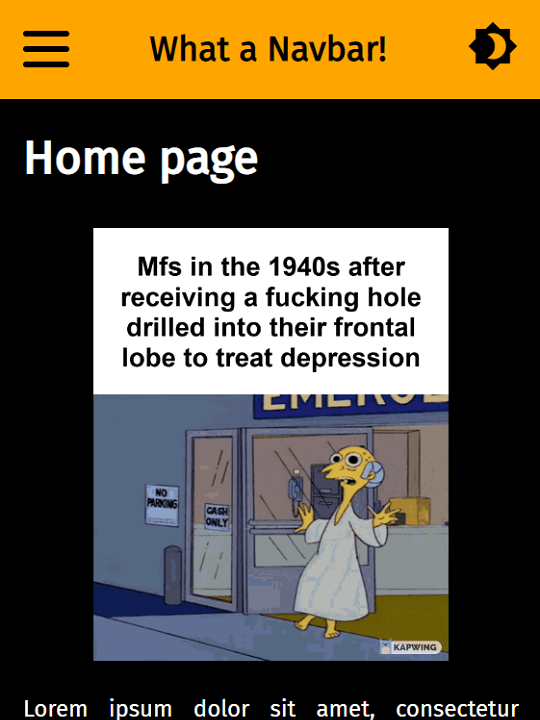 What a Navbar!
Home page
Mfs in the 1940s after
receiving a fucking hole
drilled into their frontal
lobe to treat depression
EMERGE
NO
PARKING
CASH
ONLY
KAPWING
Lorem ipsum dolor sit amet, consectetur